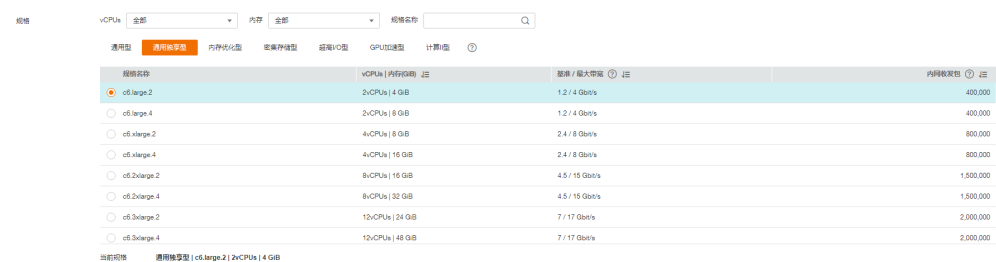 规格 vCPUs 全部 内存 全部 规格名称
通用型 通用独享型 内存优化型 密集存储型 超高I/O型 GPU加速型 计算I型 ?
规格名称 vCPUs | 内存(GiB) 基准 / 最大带宽 ? 内网收发包 ?
c6.large.2 2vCPUs | 4 GiB 1.2 / 4 Gbit/s 400,000
c6.large.4 2vCPUs | 8 GiB 1.2 / 4 Gbit/s 400,000
c6.xlarge.2 4vCPUs | 8 GiB 2.4 / 8 Gbit/s 800,000
c6.xlarge.4 4vCPUs | 16 GiB 2.4 / 8 Gbit/s 800,000
c6.2xlarge.2 8vCPUs | 16 GiB 4.5 / 15 Gbit/s 1,500,000
c6.2xlarge.4 8vCPUs | 32 GiB 4.5 / 15 Gbit/s 1,500,000
c6.3xlarge.2 12vCPUs | 24 GiB 7 / 17 Gbit/s 2,000,000
c6.3xlarge.4 12vCPUs | 48 GiB 7 / 17 Gbit/s 2,000,000
当前规格 通用独享型 | c6.large.2 | 2vCPUs | 4 GiB